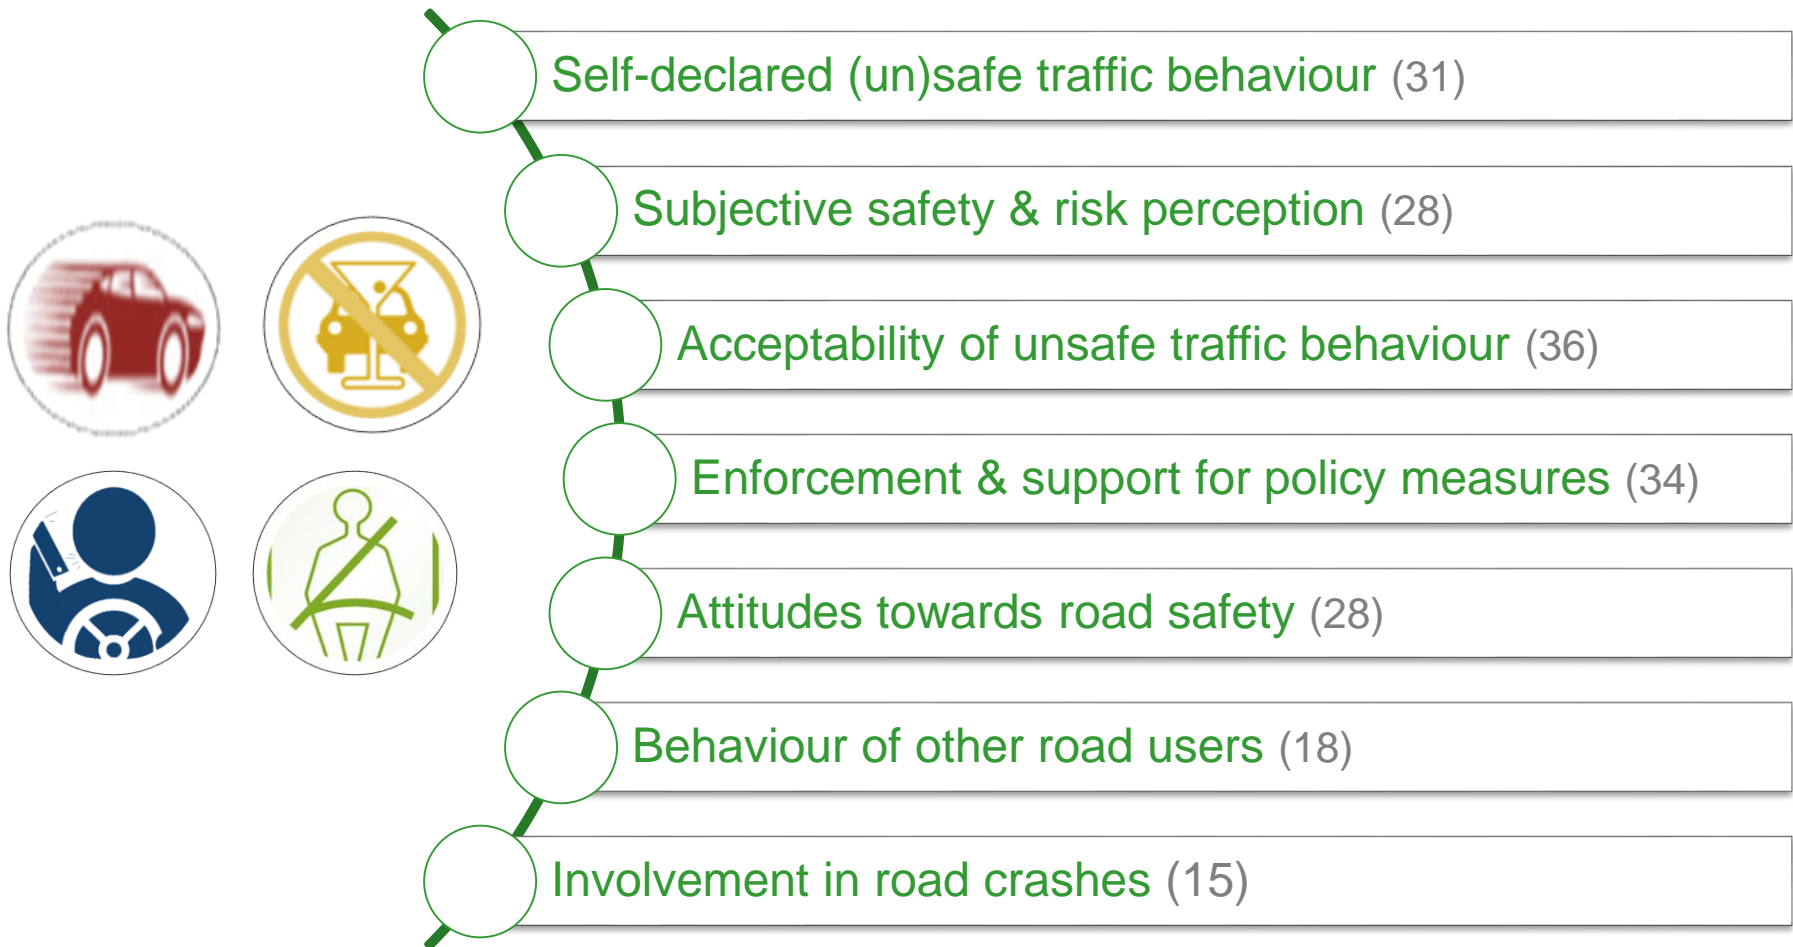 Self-declared (un)safe traffic behaviour (31)
Subjective safety & risk perception (28)
Acceptability of unsafe traffic behaviour (36)
Enforcement & support for policy measures (34)
Attitudes towards road safety (28)
Behaviour of other road users (18)
Involvement in road crashes (15)